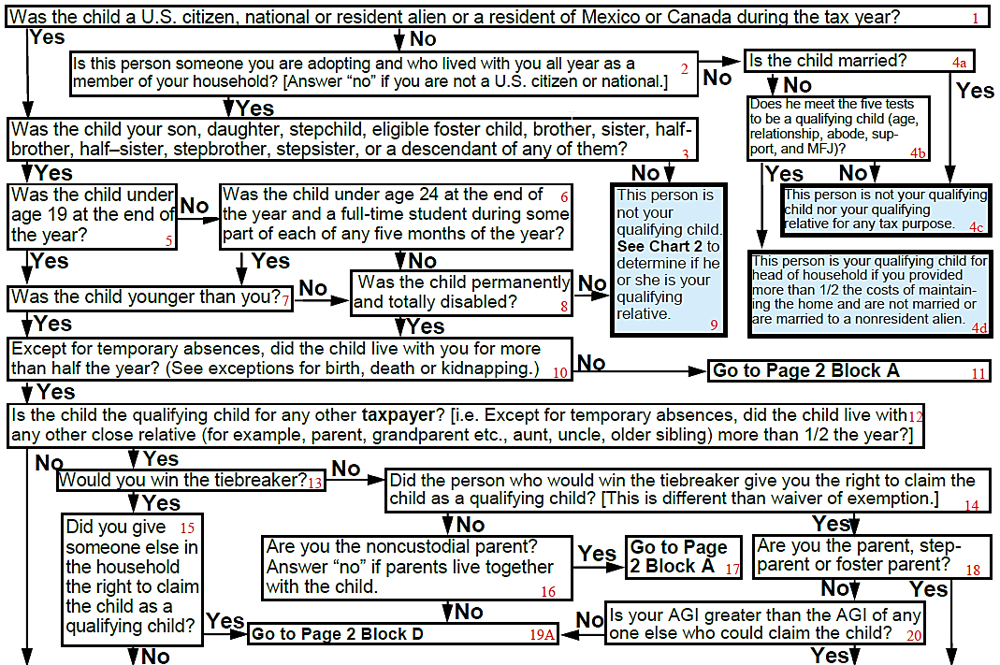 Was the child a U.S. citizen, national or resident alien or a resident of Mexico or Canada during the tax year? 1
Yes
No
Is this person someone you are adopting and who lived with you all year as a
member of your household? [Answer “no” if you are not a U.S. citizen or national.] 2
No
Is the child married? 4a
No
Yes
Yes
Does he meet the five tests
to be a qualifying child (age,
relationship, abode, sup-
port, and MFJ)? 4b
Was the child your son, daughter, stepchild, eligible foster child, brother, sister, half-
brother, half–sister, stepbrother, stepsister, or a descendant of any of them? 3
Yes
No
Yes
No
Was the child under
age 19 at the end of
the year? 5
No
Was the child under age 24 at the end of 6
the year and a full-time student during some
part of each of any five months of the year?
This person is
not your
qualifying child.
See Chart 2 to
determine if he
or she is your
qualifying
relative. 9
This person is not your qualifying
child nor your qualifying
relative for any tax purpose. 4c
This person is your qualifying child for
head of household if you provided
more than 1/2 the costs of maintain-
ing the home and are not married or
are married to a nonresident alien. 4d
Yes
Yes
No
Was the child younger than you? 7
No
Was the child permanently
and totally disabled? 8
No
Yes
Yes
Except for temporary absences, did the child live with you for more
than half the year? (See exceptions for birth, death or kidnapping.) 10
No
Go to Page 2 Block A 11
Yes
Is the child the qualifying child for any other taxpayer? [i.e. Except for temporary absences, did the child live with 12
any other close relative (for example, parent, grandparent etc., aunt, uncle, older sibling) more than 1/2 the year?]
No
Yes
Would you win the tiebreaker? 13
No
Did the person who would win the tiebreaker give you the right to claim the
child as a qualifying child? [This is different than waiver of exemption.] 14
Yes
No
Yes
Did you give 15
someone else in
the household
the right to claim
the child as a
qualifying child?
Are you the noncustodial parent?
Answer “no” if parents live together
with the child. 16
Yes
Go to Page
2 Block A 17
Are you the parent, step-
parent or foster parent? 18
No
Yes
No
Yes
Go to Page 2 Block D 19A
No
Is your AGI greater than the AGI of any
one else who could claim the child? 20
No
Yes